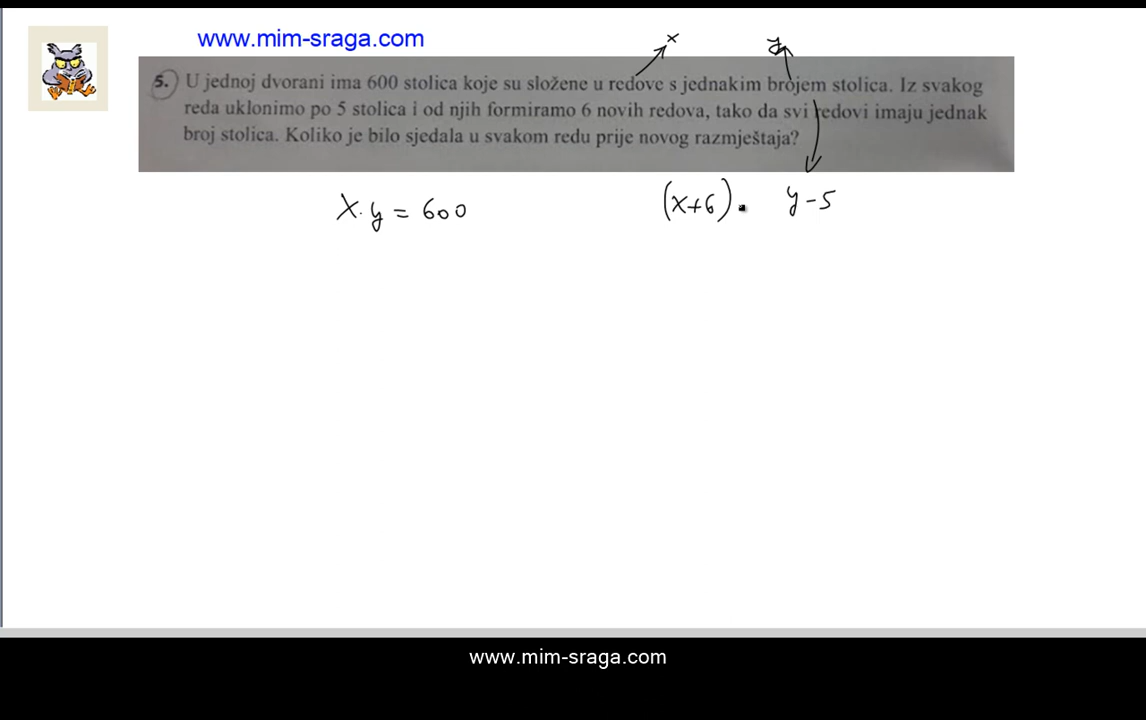 www.mim-sraga.com
x y
5. U jednoj dvorani ima 600 stolica koje su složene u redove s jednakim brojem stolica. Iz svakog
reda uklonimo po 5 stolica i od njih formiramo 6 novih redova, tako da svi redovi imaju jednak
broj stolica. Koliko je bilo sjedala u svakom redu prije novog razmještaja?
x·y = 600 (x+6) · y-5
www.mim-sraga.com